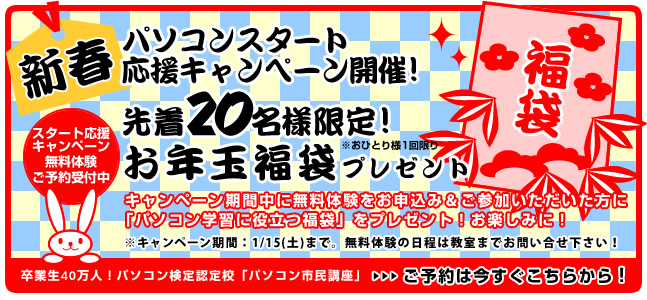 新春
パソコンスタート
応援キャンペーン開催!
先着20名様限定!
※おひとり様1回限り
お年玉福袋プレゼント
福袋
スタート応援
キャンペーン
無料体験
ご予約受付中
キャンペーン期間中に無料体験をお申込み&ご参加いただいた方に
「パソコン学習に役立つ福袋」をプレゼント!お楽しみに!
※キャンペーン期間:1/15(土)まで。無料体験の日程は教室までお問い合せ下さい!
卒業生40万人!パソコン検定認定校「パソコン市民講座」 ▷▷▷ ご予約は今すぐこちらから!